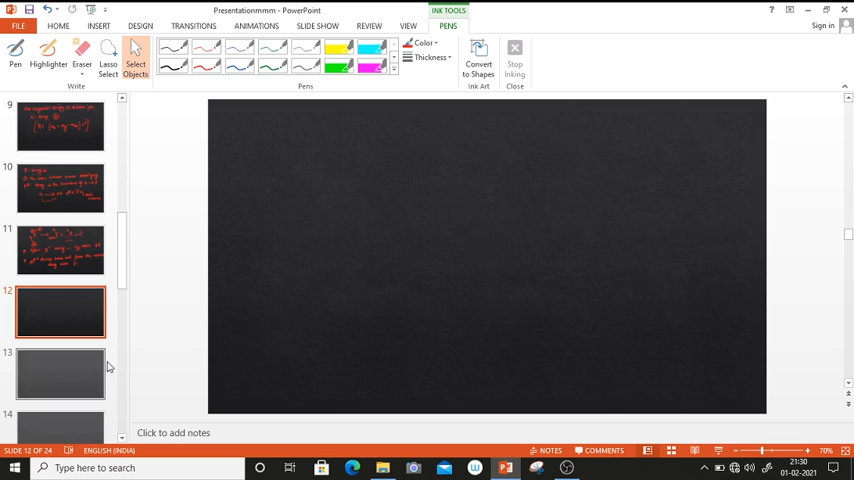 Presentationmmm - PowerPoint
INK TOOLS
FILE HOME INSERT DESIGN TRANSITIONS ANIMATIONS SLIDE SHOW REVIEW VIEW PENS
Sign in
Pen Highlighter Eraser Lasso Select Select Objects
Color
Thickness
Convert to Shapes
Stop Inking
Write Pens Ink Art Close
9
10
11
12
13
14
Click to add notes
SLIDE 12 OF 24 ENGLISH (INDIA) NOTES COMMENTS 70%
Type here to search
21:30
01-02-2021